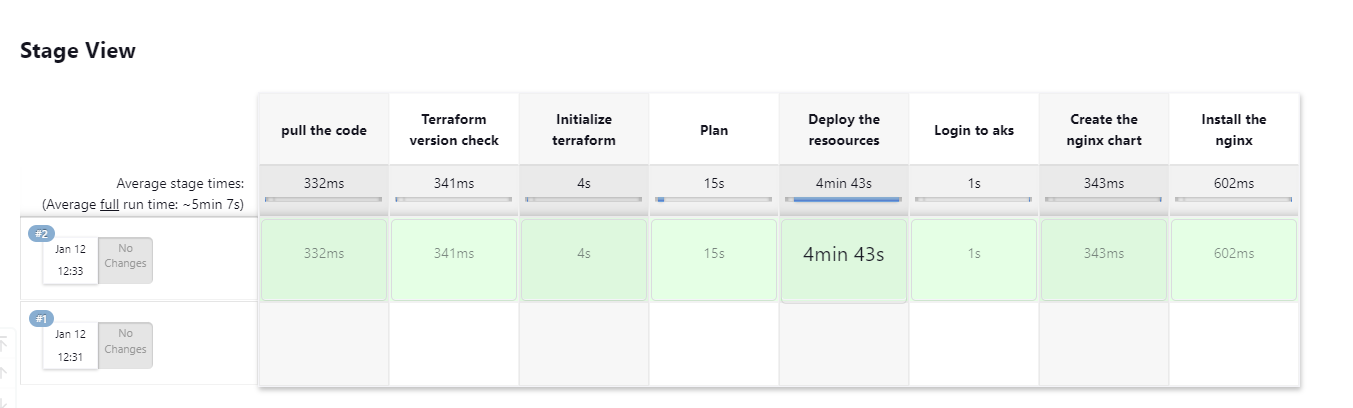 Stage View
pull the code
Terraform
version check
Initialize
terraform
Plan
Deploy the
resoources
Login to aks
Create the
nginx chart
Install the
nginx
Average stage times:
332ms 341ms 4s 15s 4min 43s 1s 343ms 602ms
(Average full run time: ~5min 7s)
#2
Jan 12
12:33
No
Changes
332ms 341ms 4s 15s 4min 43s 1s 343ms 602ms
#1
Jan 12
12:31
No
Changes